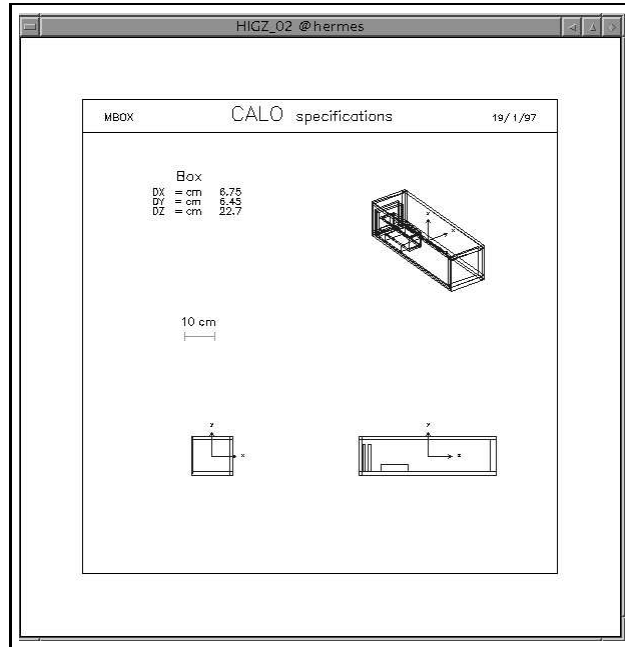 HIGZ_02 @hermes
MBOX CALO specifications 19/ 1/97
Box
DX = cm 6.75
DY = cm 6.45
DZ = cm 22.7
y
x
10 cm
y
x
y
z